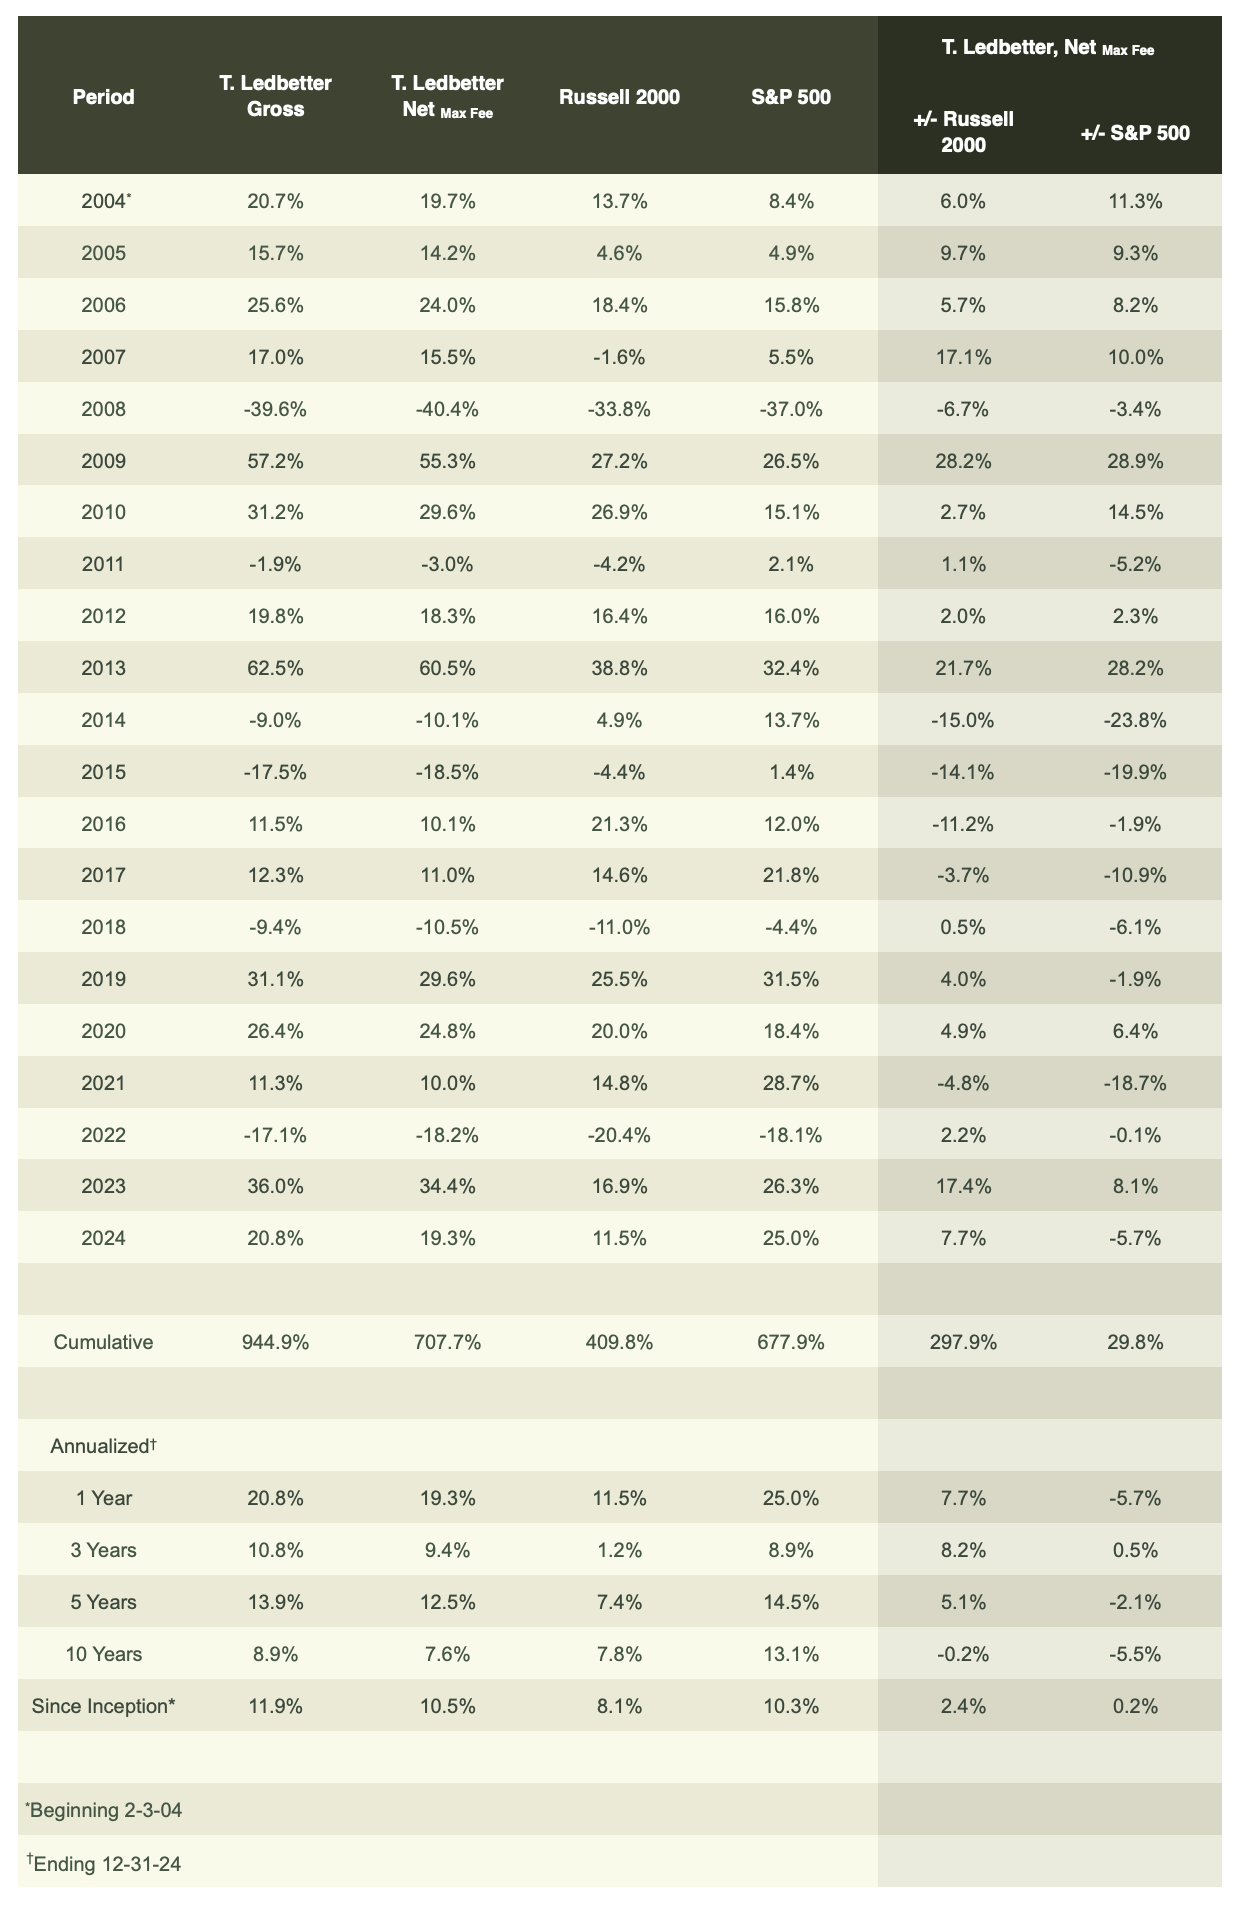 Period T. Ledbetter Gross T. Ledbetter Net Max Fee Russell 2000 S&P 500 T. Ledbetter, Net Max Fee
+/- Russell 2000 +/- S&P 500
2004* 20.7% 19.7% 13.7% 8.4% 6.0% 11.3%
2005 15.7% 14.2% 4.6% 4.9% 9.7% 9.3%
2006 25.6% 24.0% 18.4% 15.8% 5.7% 8.2%
2007 17.0% 15.5% -1.6% 5.5% 17.1% 10.0%
2008 -39.6% -40.4% -33.8% -37.0% -6.7% -3.4%
2009 57.2% 55.3% 27.2% 26.5% 28.2% 28.9%
2010 31.2% 29.6% 26.9% 15.1% 2.7% 14.5%
2011 -1.9% -3.0% -4.2% 2.1% 1.1% -5.2%
2012 19.8% 18.3% 16.4% 16.0% 2.0% 2.3%
2013 62.5% 60.5% 38.8% 32.4% 21.7% 28.2%
2014 -9.0% -10.1% 4.9% 13.7% -15.0% -23.8%
2015 -17.5% -18.5% -4.4% 1.4% -14.1% -19.9%
2016 11.5% 10.1% 21.3% 12.0% -11.2% -1.9%
2017 12.3% 11.0% 14.6% 21.8% -3.7% -10.9%
2018 -9.4% -10.5% -11.0% -4.4% 0.5% -6.1%
2019 31.1% 29.6% 25.5% 31.5% 4.0% -1.9%
2020 26.4% 24.8% 20.0% 18.4% 4.9% 6.4%
2021 11.3% 10.0% 14.8% 28.7% -4.8% -18.7%
2022 -17.1% -18.2% -20.4% -18.1% 2.2% -0.1%
2023 36.0% 34.4% 16.9% 26.3% 17.4% 8.1%
2024 20.8% 19.3% 11.5% 25.0% 7.7% -5.7%
Cumulative 944.9% 707.7% 409.8% 677.9% 297.9% 29.8%
Annualized†
1 Year 20.8% 19.3% 11.5% 25.0% 7.7% -5.7%
3 Years 10.8% 9.4% 1.2% 8.9% 8.2% 0.5%
5 Years 13.9% 12.5% 7.4% 14.5% 5.1% -2.1%
10 Years 8.9% 7.6% 7.8% 13.1% -0.2% -5.5%
Since Inception* 11.9% 10.5% 8.1% 10.3% 2.4% 0.2%
*Beginning 2-3-04
†Ending 12-31-24